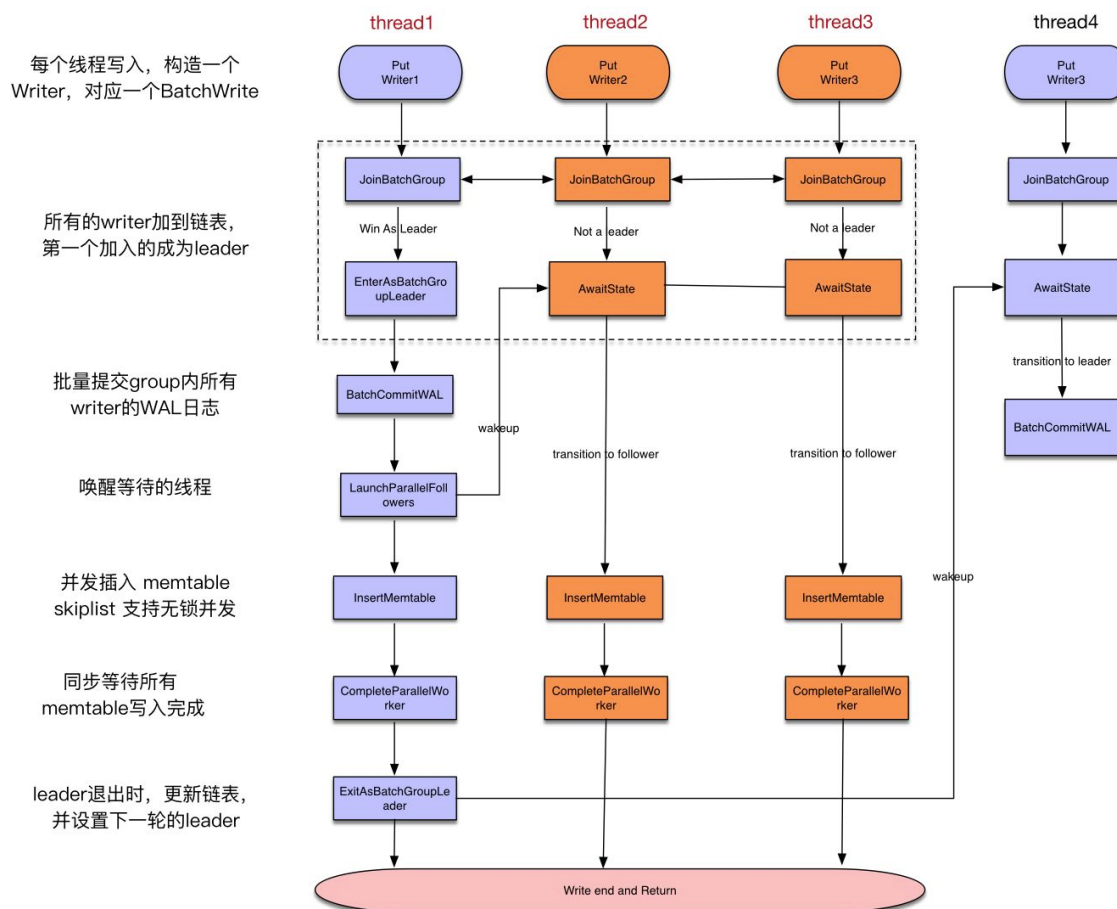 thread1
thread2
thread3
thread4
每个线程写入，构造一个
Writer，对应一个BatchWrite
Put
Writer1
Put
Writer2
Put
Writer3
Put
Writer3
JoinBatchGroup
JoinBatchGroup
JoinBatchGroup
JoinBatchGroup
所有的writer加到链表，
第一个加入的成为leader
Win As Leader
Not a leader
Not a leader
EnterAsBatchGro
upLeader
AwaitState
AwaitState
AwaitState
批量提交group内所有
writer的WAL日志
BatchCommitWAL
transition to leader
BatchCommitWAL
wakeup
transition to follower
transition to follower
唤醒等待的线程
LaunchParallelFoll
owers
并发插入 memtable
skiplist 支持无锁并发
InsertMemtable
InsertMemtable
InsertMemtable
wakeup
同步等待所有
memtable写入完成
CompleteParallelWo
rker
CompleteParallelWo
rker
CompleteParallelWo
rker
leader退出时，更新链表，
并设置下一轮的leader
ExitAsBatchGroupLe
ader
Write end and Return